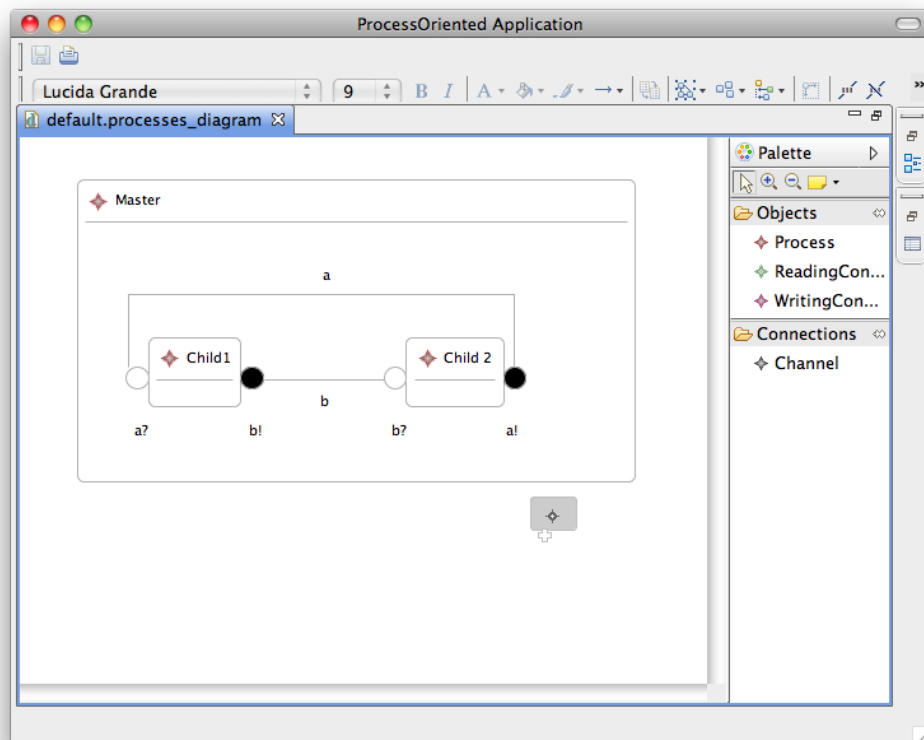 ProcessOriented Application
Lucida Grande 9 B I A
default.processes_diagram
Palette
Master
Objects
Process
a
ReadingCon...
WritingCon...
Connections
Child1 Child 2
Channel
b
a? b! b? a!